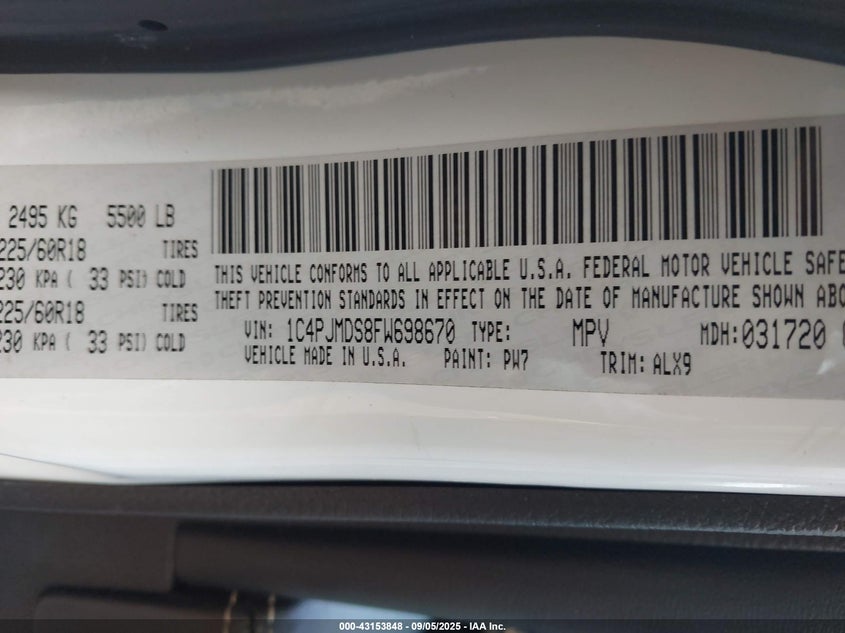 2495 KG 5500 LB
225/60R18 TIRES
230 KPA ( 33 PSI) COLD
225/60R18 TIRES
230 KPA ( 33 PSI) COLD
THIS VEHICLE CONFORMS TO ALL APPLICABLE U.S.A. FEDERAL MOTOR VEHICLE SAFE
THEFT PREVENTION STANDARDS IN EFFECT ON THE DATE OF MANUFACTURE SHOWN ABO
VIN: 1C4PJMDS8FW698670 TYPE: MPV MDH: 031720
VEHICLE MADE IN U.S.A. PAINT: PW7 TRIM: ALX9
000-43153848 - 09/05/2025 - IAA Inc.